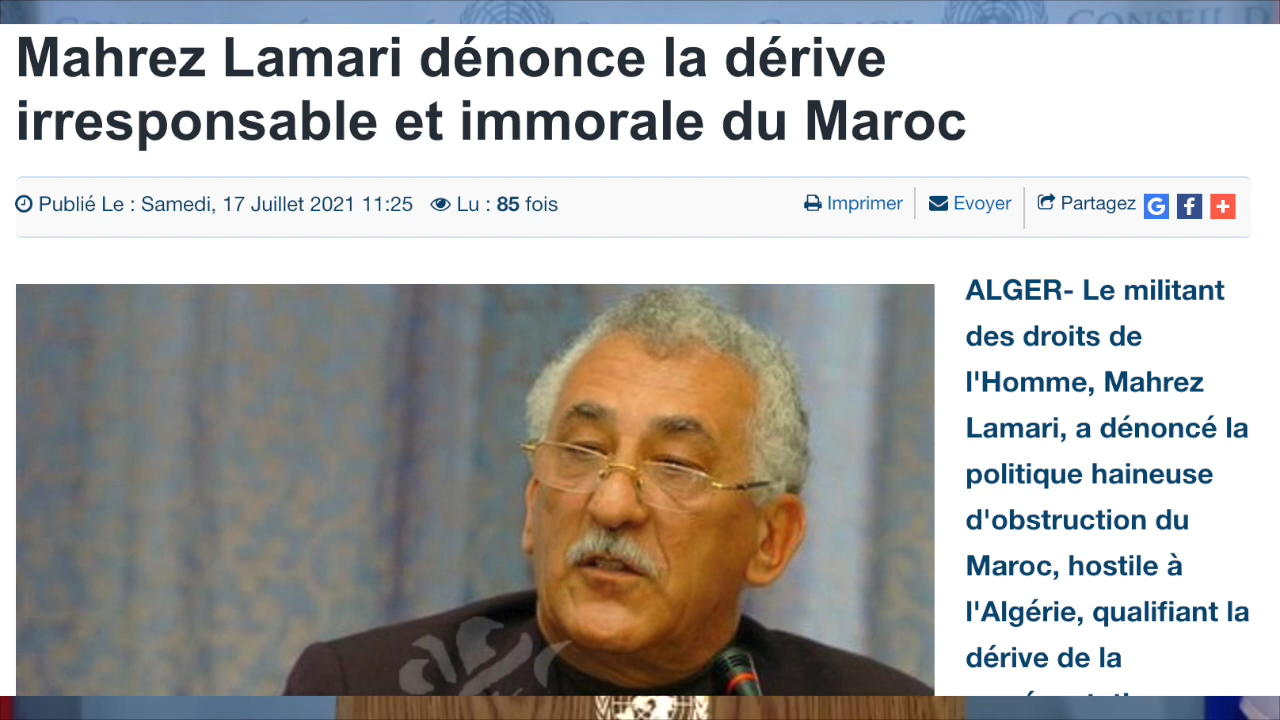 CONSEIL D
Mahrez Lamari dénonce la dérive
irresponsable et immorale du Maroc
Publié Le : Samedi, 17 Juillet 2021 11:25 Lu : 85 fois
Imprimer Envoyer Partagez
ALGER- Le militant
des droits de
l'Homme, Mahrez
Lamari, a dénoncé la
politique haineuse
d'obstruction du
Maroc, hostile à
l'Algérie, qualifiant la
dérive de la